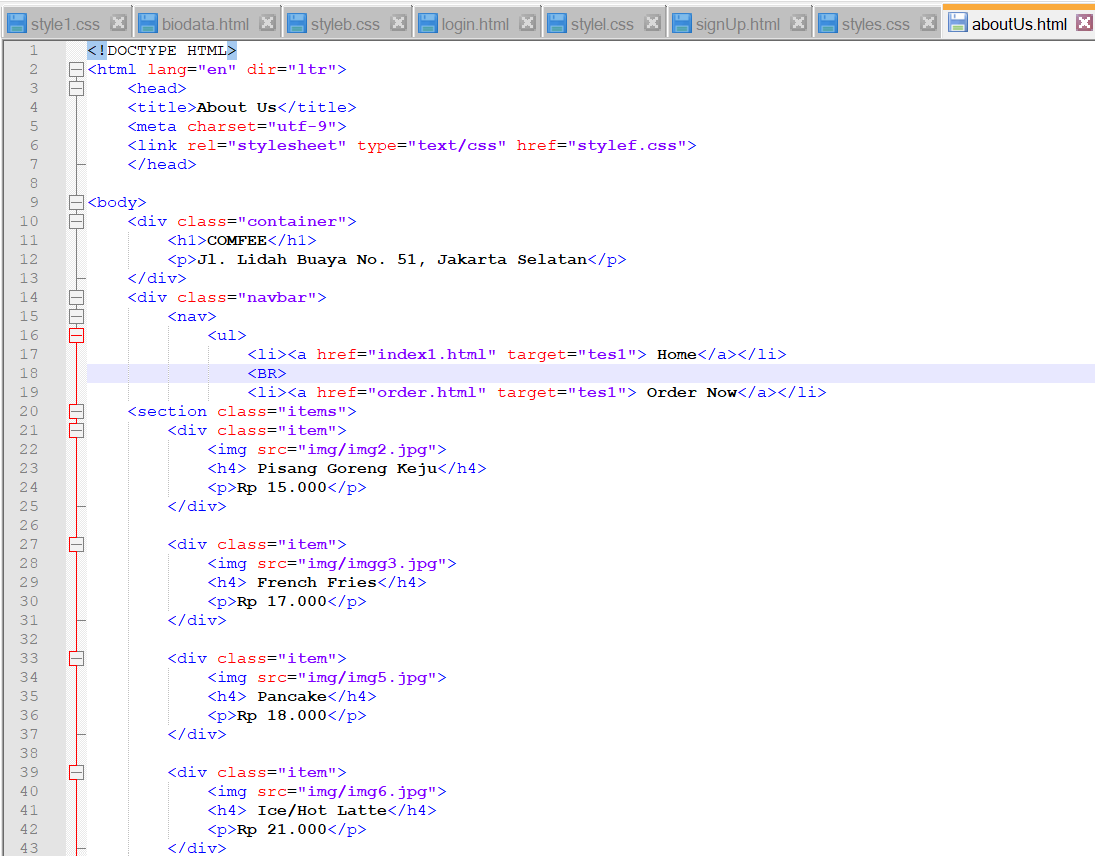 style1.css biodata.html styleb.css login.html stylel.css signUp.html styles.css aboutUs.html
1 <!DOCTYPE HTML>
2 <html lang="en" dir="ltr">
3 <head>
4 <title>About Us</title>
5 <meta charset="utf-9">
6 <link rel="stylesheet" type="text/css" href="stylef.css">
7 </head>
8
9 <body>
10 <div class="container">
11 <h1>COMFEE</h1>
12 <p>Jl. Lidah Buaya No. 51, Jakarta Selatan</p>
13 </div>
14 <div class="navbar">
15 <nav>
16 <ul>
17 <li><a href="index1.html" target="tes1"> Home</a></li>
18 <BR>
19 <li><a href="order.html" target="tes1"> Order Now</a></li>
20 <section class="items">
21 <div class="item">
22 <img src="img/img2.jpg">
23 <h4> Pisang Goreng Keju</h4>
24 <p>Rp 15.000</p>
25 </div>
26
27 <div class="item">
28 <img src="img/imgg3.jpg">
29 <h4> French Fries</h4>
30 <p>Rp 17.000</p>
31 </div>
32
33 <div class="item">
34 <img src="img/img5.jpg">
35 <h4> Pancake</h4>
36 <p>Rp 18.000</p>
37 </div>
38
39 <div class="item">
40 <img src="img/img6.jpg">
41 <h4> Ice/Hot Latte</h4>
42 <p>Rp 21.000</p>
43 </div>